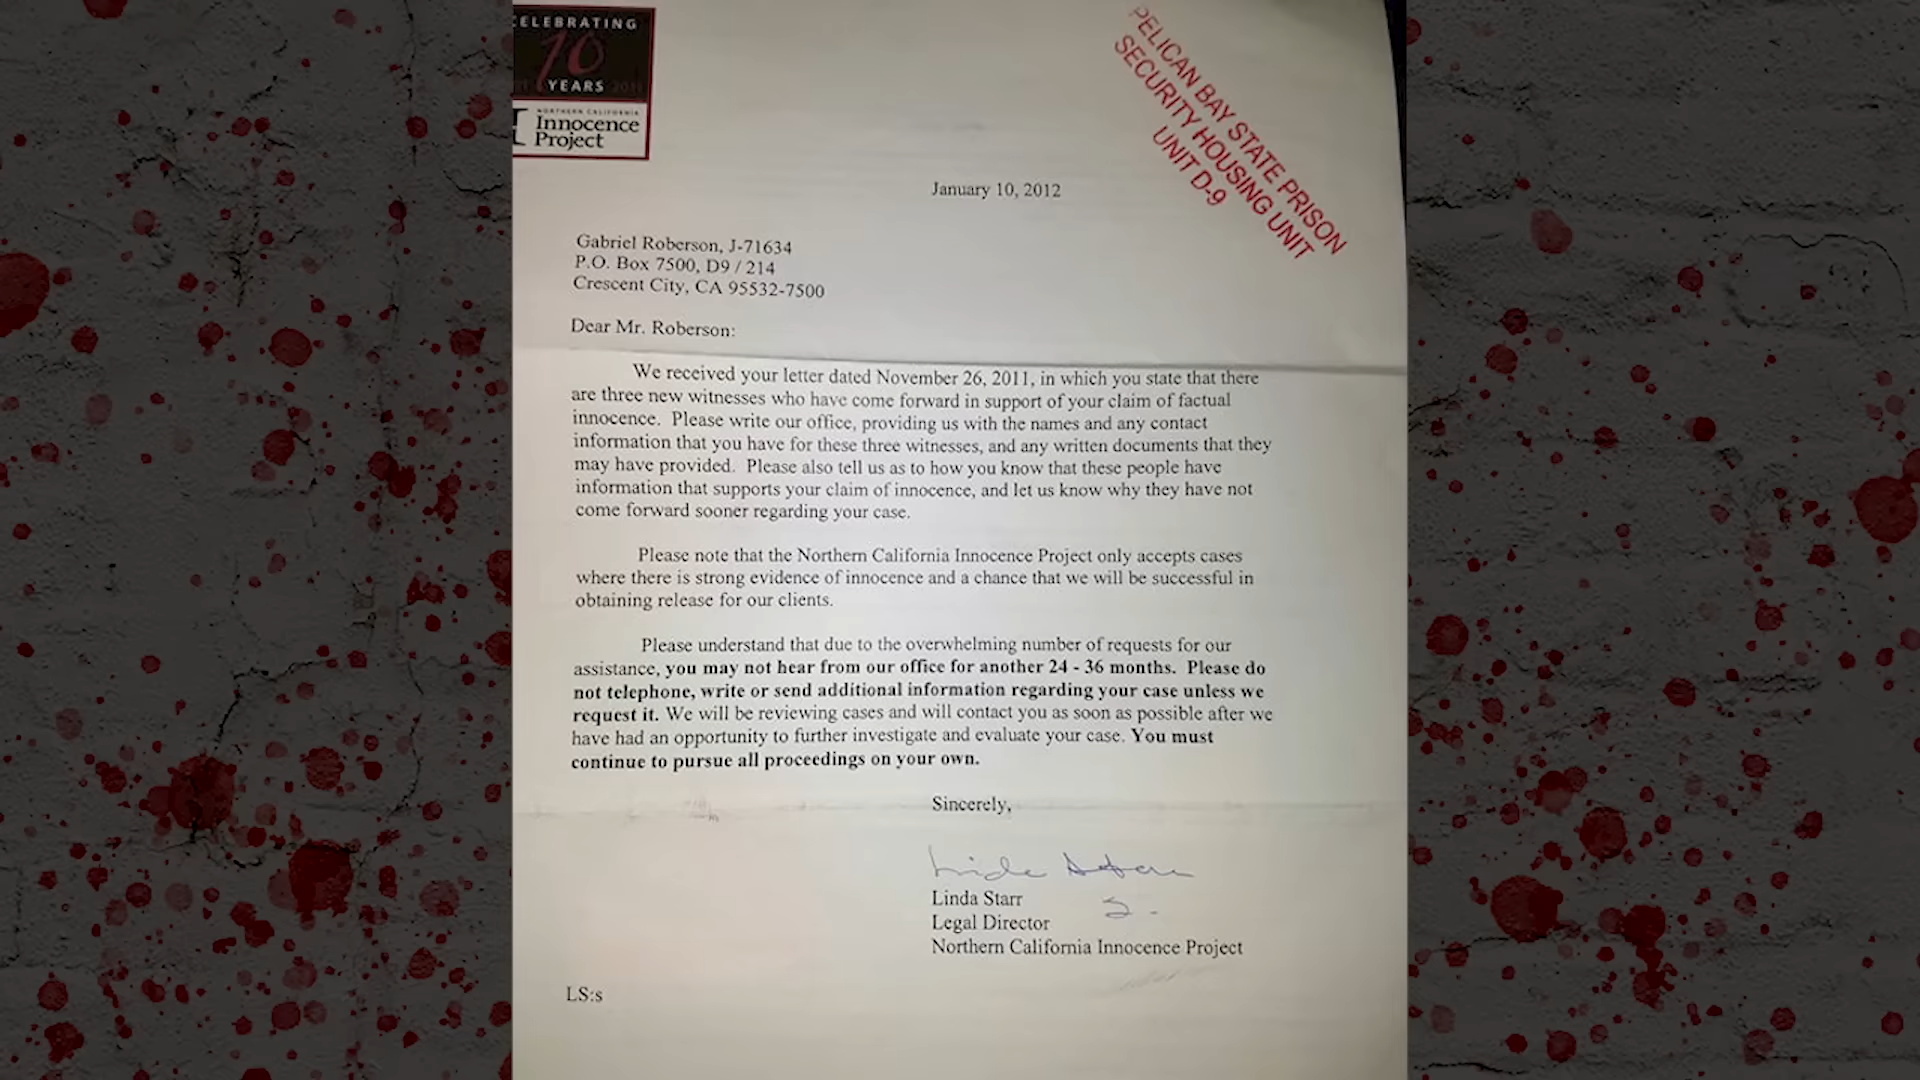 CELEBRATING
10
YEARS
NORTHERN CALIFORNIA
Innocence
Project
PELICAN BAY STATE PRISON
SECURITY HOUSING UNIT
UNIT D-9
January 10, 2012
Gabriel Roberson, J-71634
P.O. Box 7500, D9 / 214
Crescent City, CA 95532-7500
Dear Mr. Roberson:
We received your letter dated November 26, 2011, in which you state that there
are three new witnesses who have come forward in support of your claim of factual
innocence. Please write our office, providing us with the names and any contact
information that you have for these three witnesses, and any written documents that they
may have provided. Please also tell us as to how you know that these people have
information that supports your claim of innocence, and let us know why they have not
come forward sooner regarding your case.
Please note that the Northern California Innocence Project only accepts cases
where there is strong evidence of innocence and a chance that we will be successful in
obtaining release for our clients.
Please understand that due to the overwhelming number of requests for our
assistance, you may not hear from our office for another 24 - 36 months. Please do
not telephone, write or send additional information regarding your case unless we
request it. We will be reviewing cases and will contact you as soon as possible after we
have had an opportunity to further investigate and evaluate your case. You must
continue to pursue all proceedings on your own.
Sincerely,
Linda Starr
Linda Starr
Legal Director
Northern California Innocence Project
LS:s